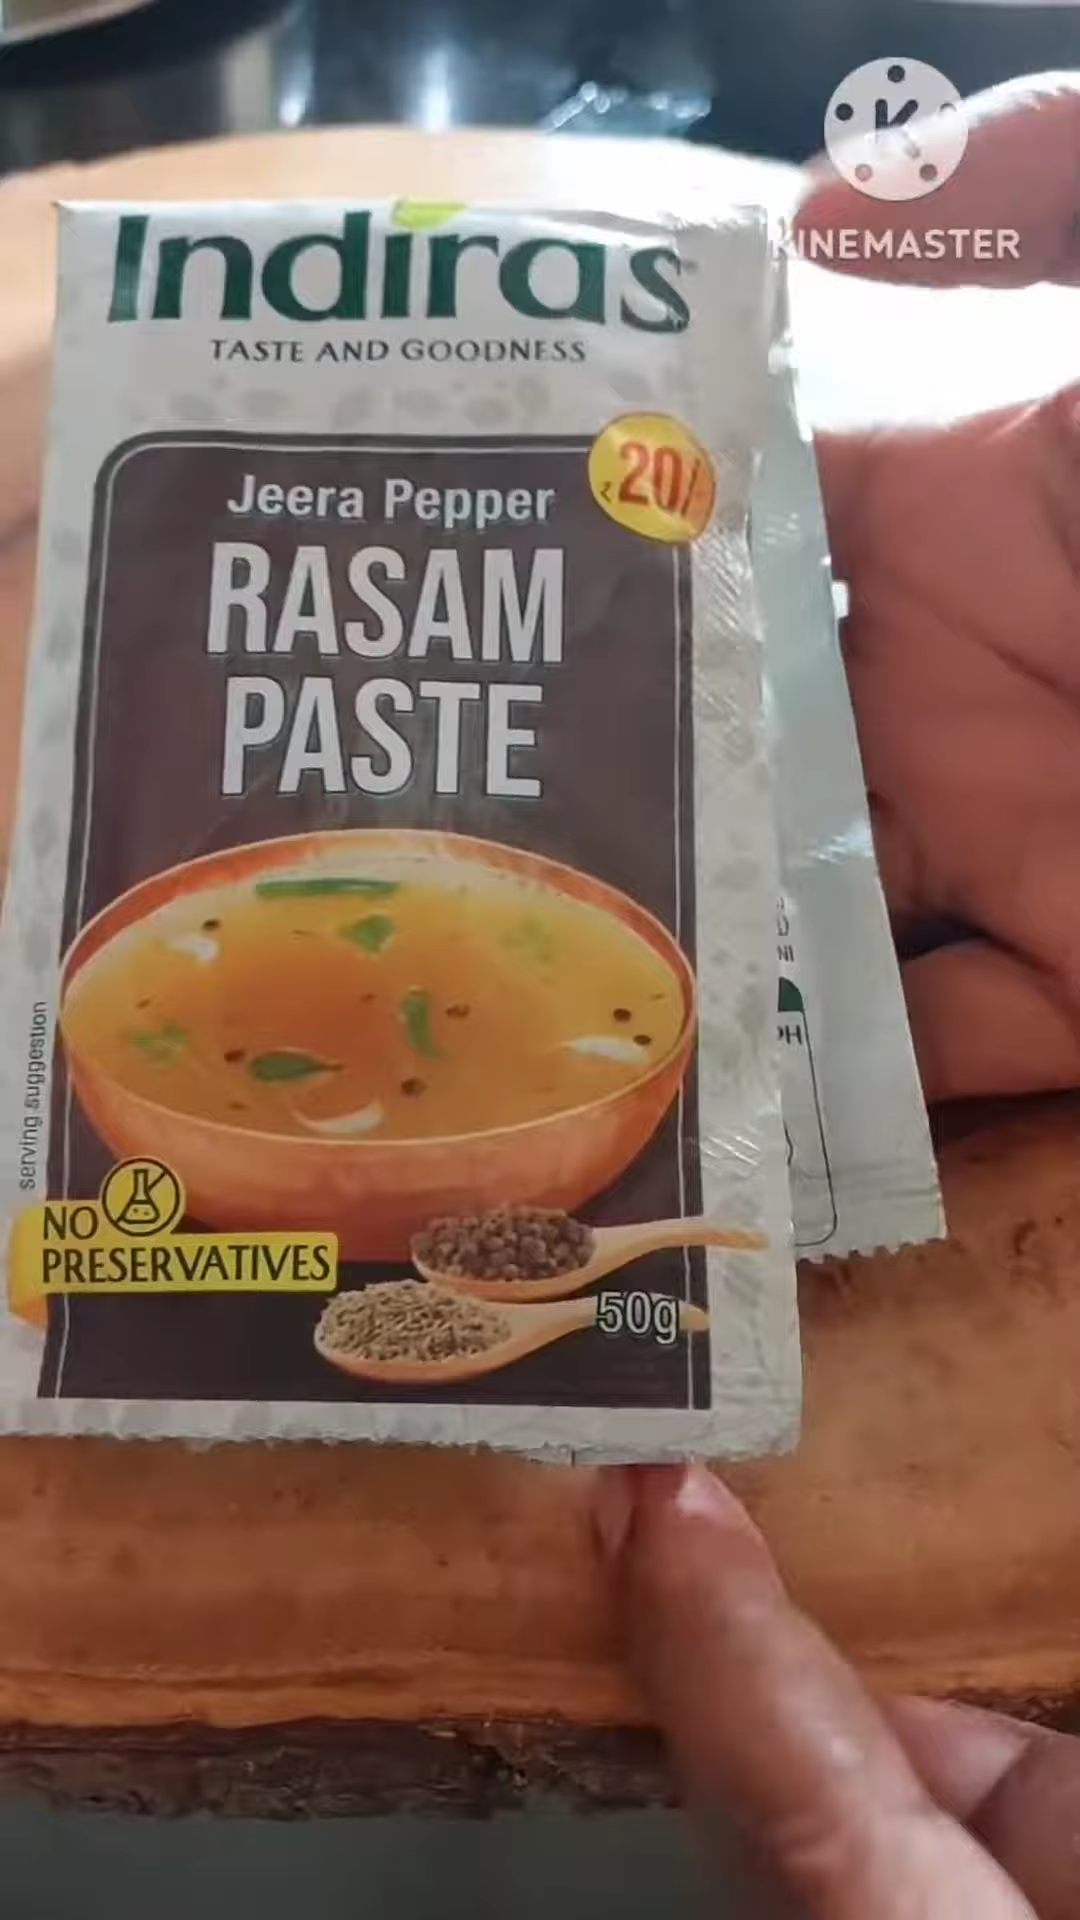 KINEMASTER
Indiras
TASTE AND GOODNESS
₹20/-
Jeera Pepper
RASAM
PASTE
serving suggestion
NO
PRESERVATIVES
50g